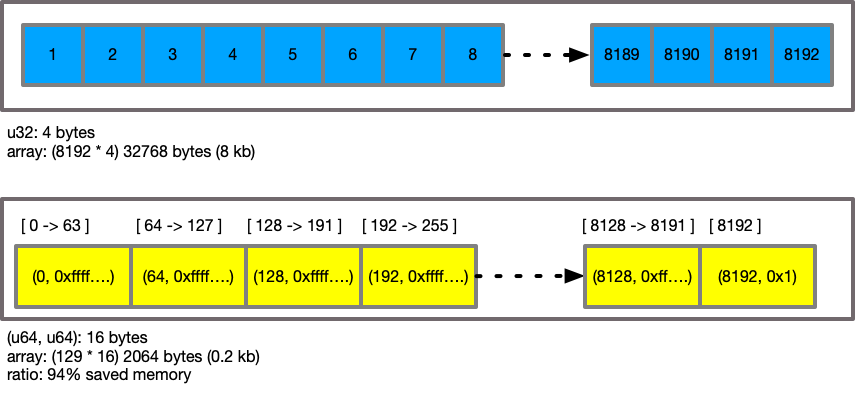 1 2 3 4 5 6 7 8 8189 8190 8191 8192
u32: 4 bytes
array: (8192 * 4) 32768 bytes (8 kb)
[ 0 -> 63 ] [ 64 -> 127 ] [ 128 -> 191 ] [ 192 -> 255 ] [ 8128 -> 8191 ] [ 8192 ]
(0, 0xffff....) (64, 0xffff....) (128, 0xffff....) (192, 0xffff....) (8128, 0xff....) (8192, 0x1)
(u64, u64): 16 bytes
array: (129 * 16) 2064 bytes (0.2 kb)
ratio: 94% saved memory